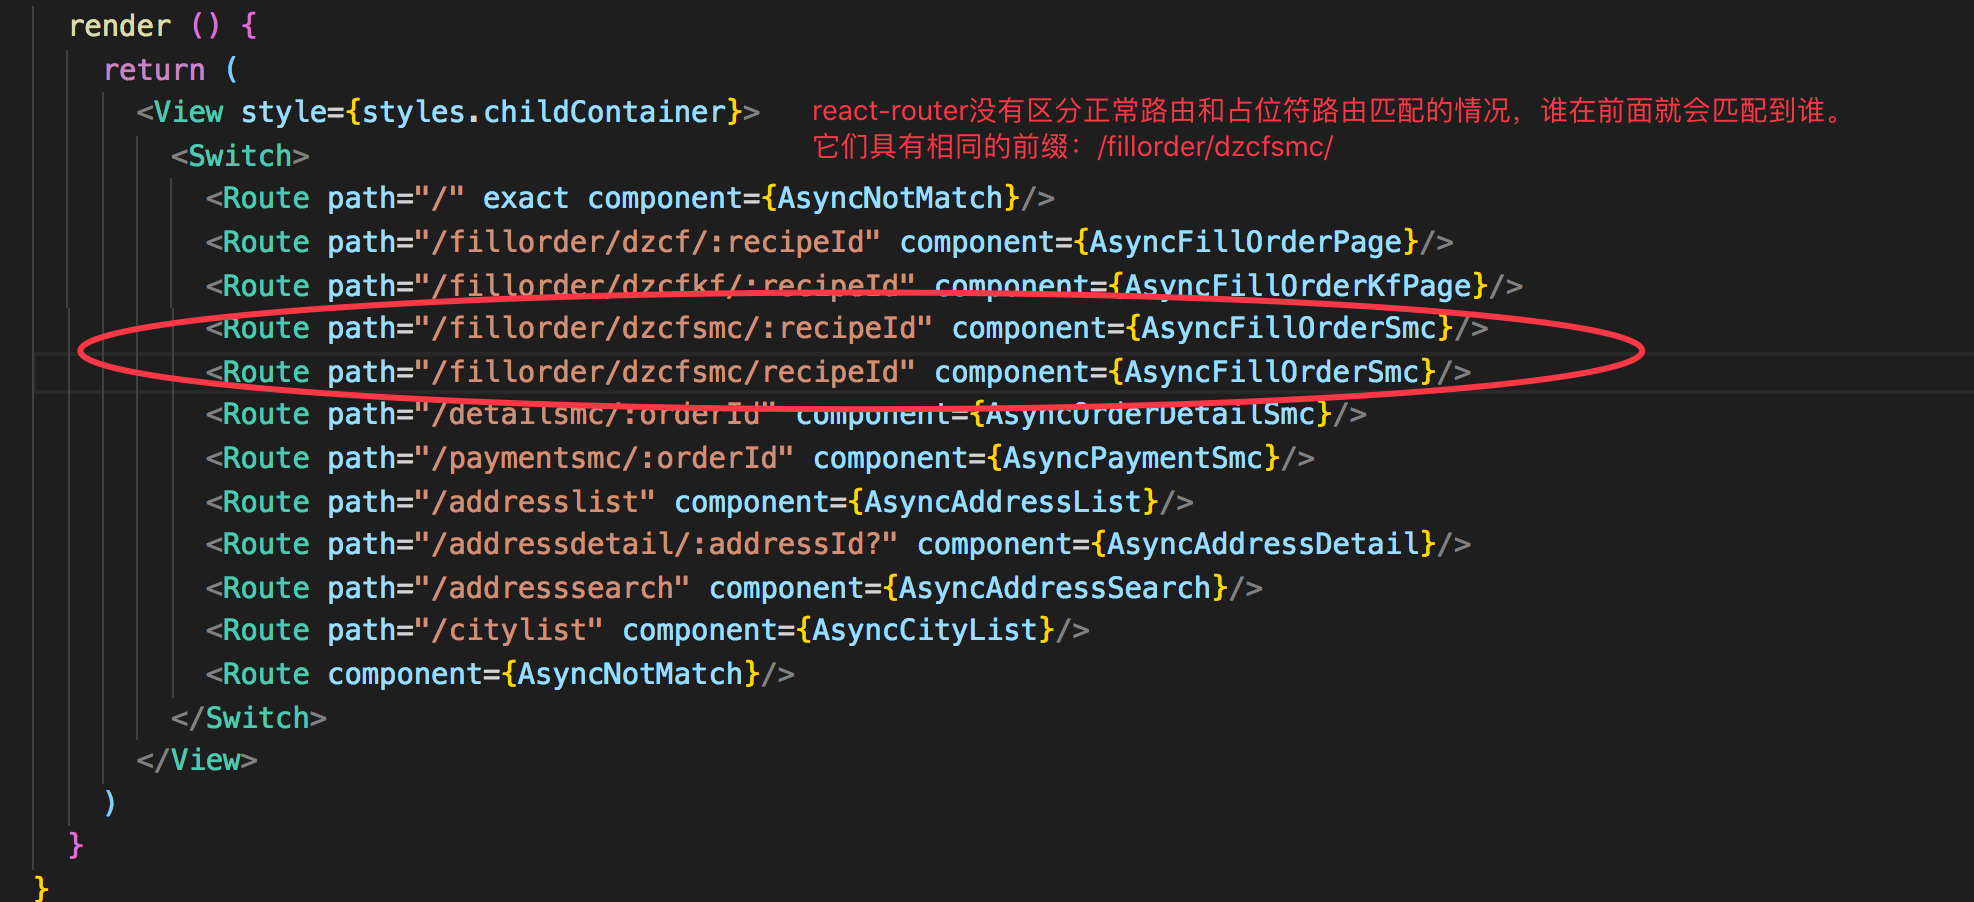 render () {
return (
<View style={styles.childContainer}>
react-router没有区分正常路由和占位符路由匹配的情况，谁在前面就会匹配到谁。
它们具有相同的前缀：/fillorder/dzcfsmc/
<Switch>
<Route path="/" exact component={AsyncNotMatch}/>
<Route path="/fillorder/dzcf/:recipeId" component={AsyncFillOrderPage}/>
<Route path="/fillorder/dzcfkf/:recipeId" component={AsyncFillOrderKfPage}/>
<Route path="/fillorder/dzcfsmc/:recipeId" component={AsyncFillOrderSmc}/>
<Route path="/fillorder/dzcfsmc/recipeId" component={AsyncFillOrderSmc}/>
<Route path="/detailsmc/:orderId" component={AsyncOrderDetailSmc}/>
<Route path="/paymentsmc/:orderId" component={AsyncPaymentSmc}/>
<Route path="/addresslist" component={AsyncAddressList}/>
<Route path="/addressdetail/:addressId?" component={AsyncAddressDetail}/>
<Route path="/addresssearch" component={AsyncAddressSearch}/>
<Route path="/citylist" component={AsyncCityList}/>
<Route component={AsyncNotMatch}/>
</Switch>
</View>
)
}
}